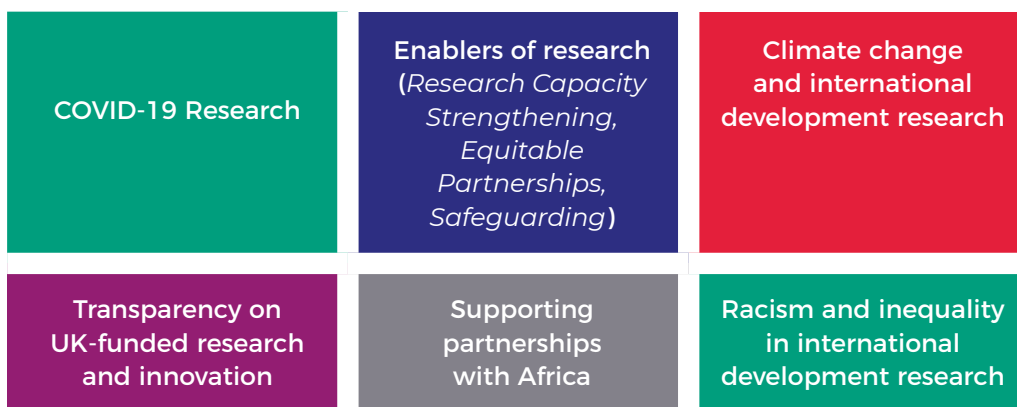 COVID-19 Research
Enablers of research
(Research Capacity
Strengthening,
Equitable
Partnerships,
Safeguarding)
Climate change
and international
development research
Transparency on
UK-funded research
and innovation
Supporting
partnerships
with Africa
Racism and inequality
in international
development research